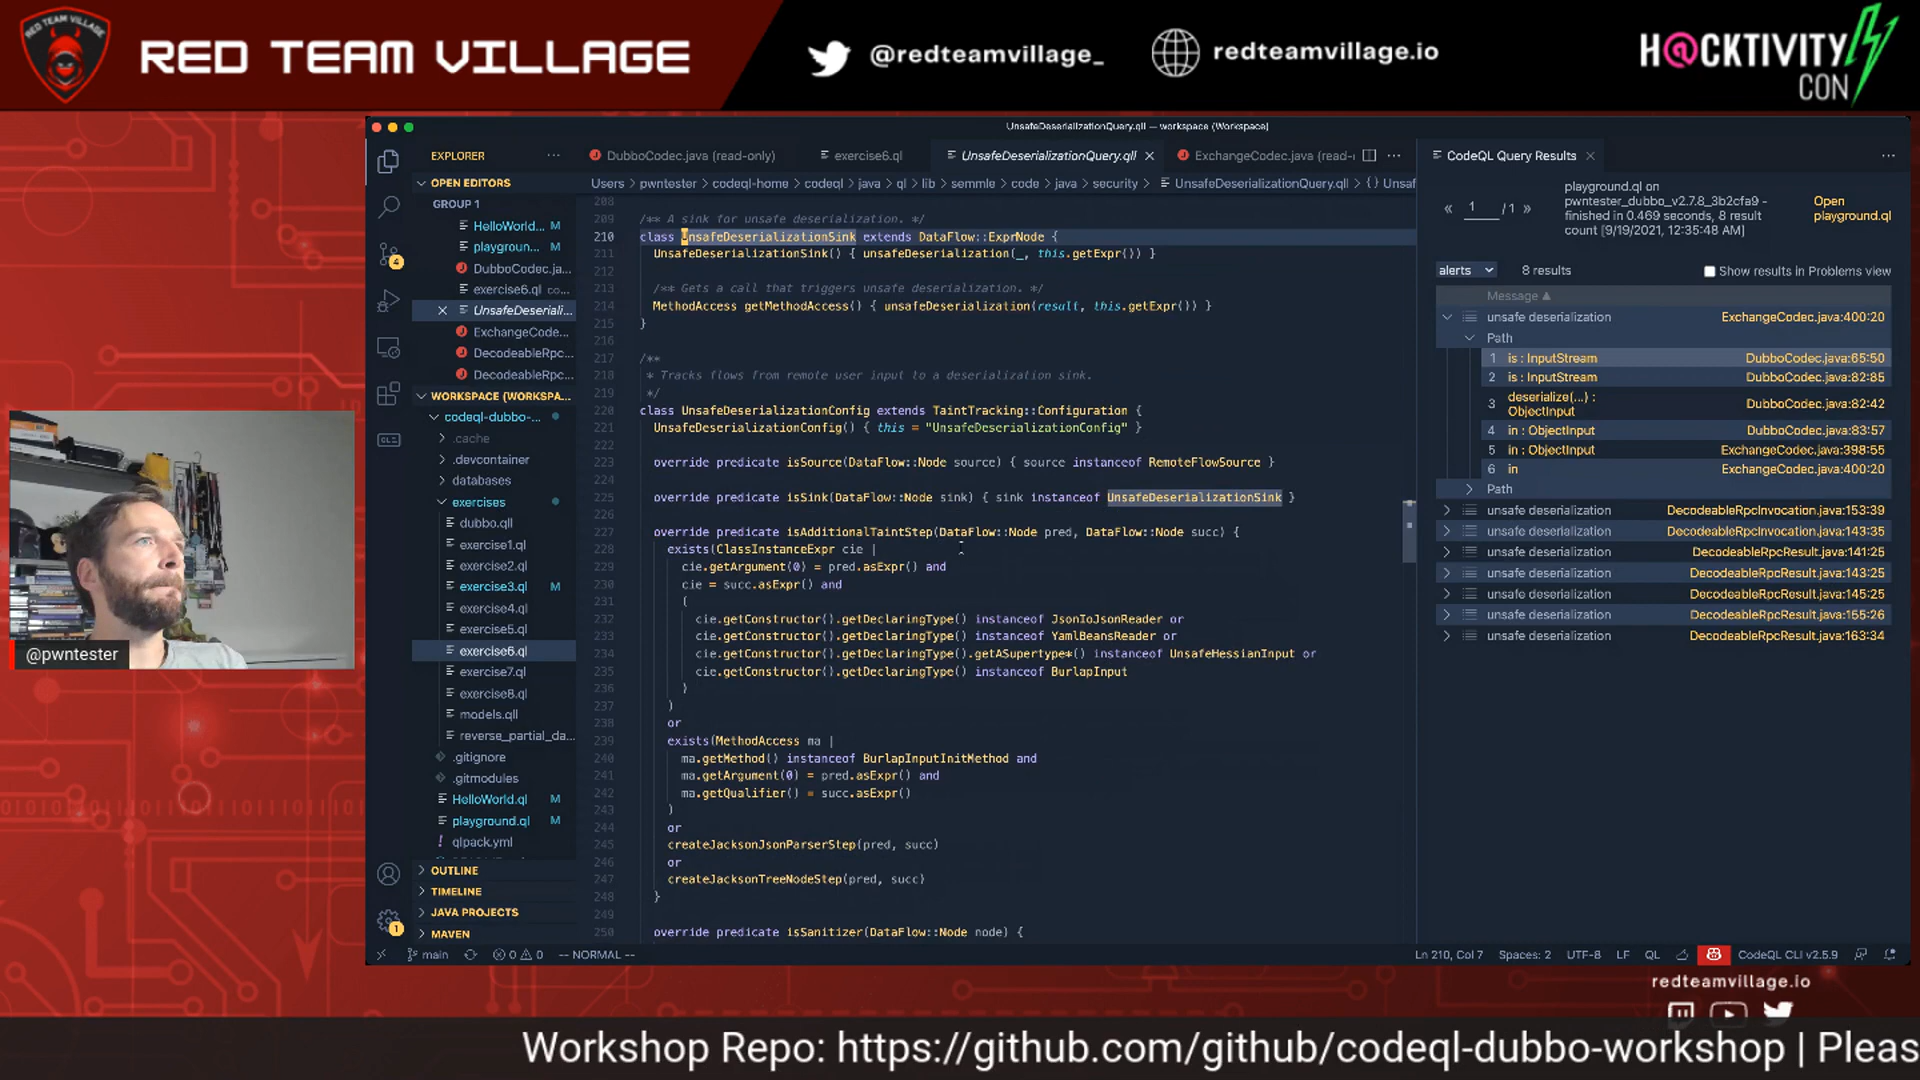 RED TEAM VILLAGE
@redteamvillage_
redteamvillage.io
H@CKTIVITY
CON
UnsafeDeserializationQuery.qll — workspace (Workspace)
EXPLORER
OPEN EDITORS
GROUP 1
HelloWorld...
playgroun... M
DubboCodec.ja...
exercise6.ql co...
UnsafeDeseriali...
ExchangeCode...
DecodeableRpc...
DecodeableRpc...
WORKSPACE (WORKSPA...
codeql-dubbo-...
.cache
.devcontainer
databases
exercises
dubbo.qll
exercise1.ql
exercise2.ql
exercise3.ql M
exercise4.ql
exercise5.ql
exercise6.ql
exercise7.ql
exercise8.ql
models.qll
reverse_partial_da...
.gitignore
.gitmodules
HelloWorld.ql M
playground.ql M
qlpack.yml
OUTLINE
TIMELINE
JAVA PROJECTS
MAVEN
DubboCodec.java (read-only)
exercise6.ql
UnsafeDeserializationQuery.qll
ExchangeCodec.java (read-
Users > pwntester > codeql-home > codeql > java > ql > lib > semmle > code > java > security > UnsafeDeserializationQuery.qll > {} Unsaf
208
209 /** A sink for unsafe deserialization. */
210 class UnsafeDeserializationSink extends DataFlow::ExprNode {
211 UnsafeDeserializationSink() { unsafeDeserialization(_, this.getExpr()) }
212
213 /** Gets a call that triggers unsafe deserialization. */
214 MethodAccess getMethodAccess() { unsafeDeserialization(result, this.getExpr()) }
215 }
216
217 /**
218 * Tracks flows from remote user input to a deserialization sink.
219 */
220 class UnsafeDeserializationConfig extends TaintTracking::Configuration {
221 UnsafeDeserializationConfig() { this = "UnsafeDeserializationConfig" }
222
223 override predicate isSource(DataFlow::Node source) { source instanceof RemoteFlowSource }
224
225 override predicate isSink(DataFlow::Node sink) { sink instanceof UnsafeDeserializationSink }
226
227 override predicate isAdditionalTaintStep(DataFlow::Node pred, DataFlow::Node succ) {
228 exists(ClassInstanceExpr cie |
229 cie.getArgument(0) = pred.asExpr() and
230 cie = succ.asExpr() and
231 (
232 cie.getConstructor().getDeclaringType() instanceof JsonIoJsonReader or
233 cie.getConstructor().getDeclaringType() instanceof YamlBeansReader or
234 cie.getConstructor().getDeclaringType().getASupertype*() instanceof UnsafeHessianInput or
235 cie.getConstructor().getDeclaringType() instanceof BurlapInput
236 )
237 )
238 or
239 exists(MethodAccess ma |
240 ma.getMethod() instanceof BurlapInputInitMethod and
241 ma.getArgument(0) = pred.asExpr() and
242 ma.getQualifier() = succ.asExpr()
243 )
244 or
245 createJacksonJsonParserStep(pred, succ)
246 or
247 createJacksonTreeNodeStep(pred, succ)
248 }
249
250 override predicate isSanitizer(DataFlow::Node node) {
CodeQL Query Results
« 1 / 1 »
playground.ql on
pwntester_dubbo_v2.7.8_3b2cfa9 -
finished in 0.469 seconds, 8 result
count [9/19/2021, 12:35:48 AM]
Open
playground.ql
alerts
8 results
Show results in Problems view
Message
unsafe deserialization ExchangeCodec.java:400:20
Path
1 is : InputStream DubboCodec.java:65:50
2 is : InputStream DubboCodec.java:82:85
3 deserialize(...) : ObjectInput DubboCodec.java:82:42
4 in : ObjectInput DubboCodec.java:83:57
5 in : ObjectInput ExchangeCodec.java:398:55
6 in ExchangeCodec.java:400:20
Path
unsafe deserialization DecodeableRpcInvocation.java:153:39
unsafe deserialization DecodeableRpcInvocation.java:143:35
unsafe deserialization DecodeableRpcResult.java:141:25
unsafe deserialization DecodeableRpcResult.java:143:25
unsafe deserialization DecodeableRpcResult.java:145:25
unsafe deserialization DecodeableRpcResult.java:155:26
unsafe deserialization DecodeableRpcResult.java:163:34
@pwntester
main
0 0
-- NORMAL --
Ln 210, Col 7
Spaces: 2
UTF-8
LF
QL
CodeQL CLI v2.5.9
redteamvillage.io
Workshop Repo: https://github.com/github/codeql-dubbo-workshop | Pleas